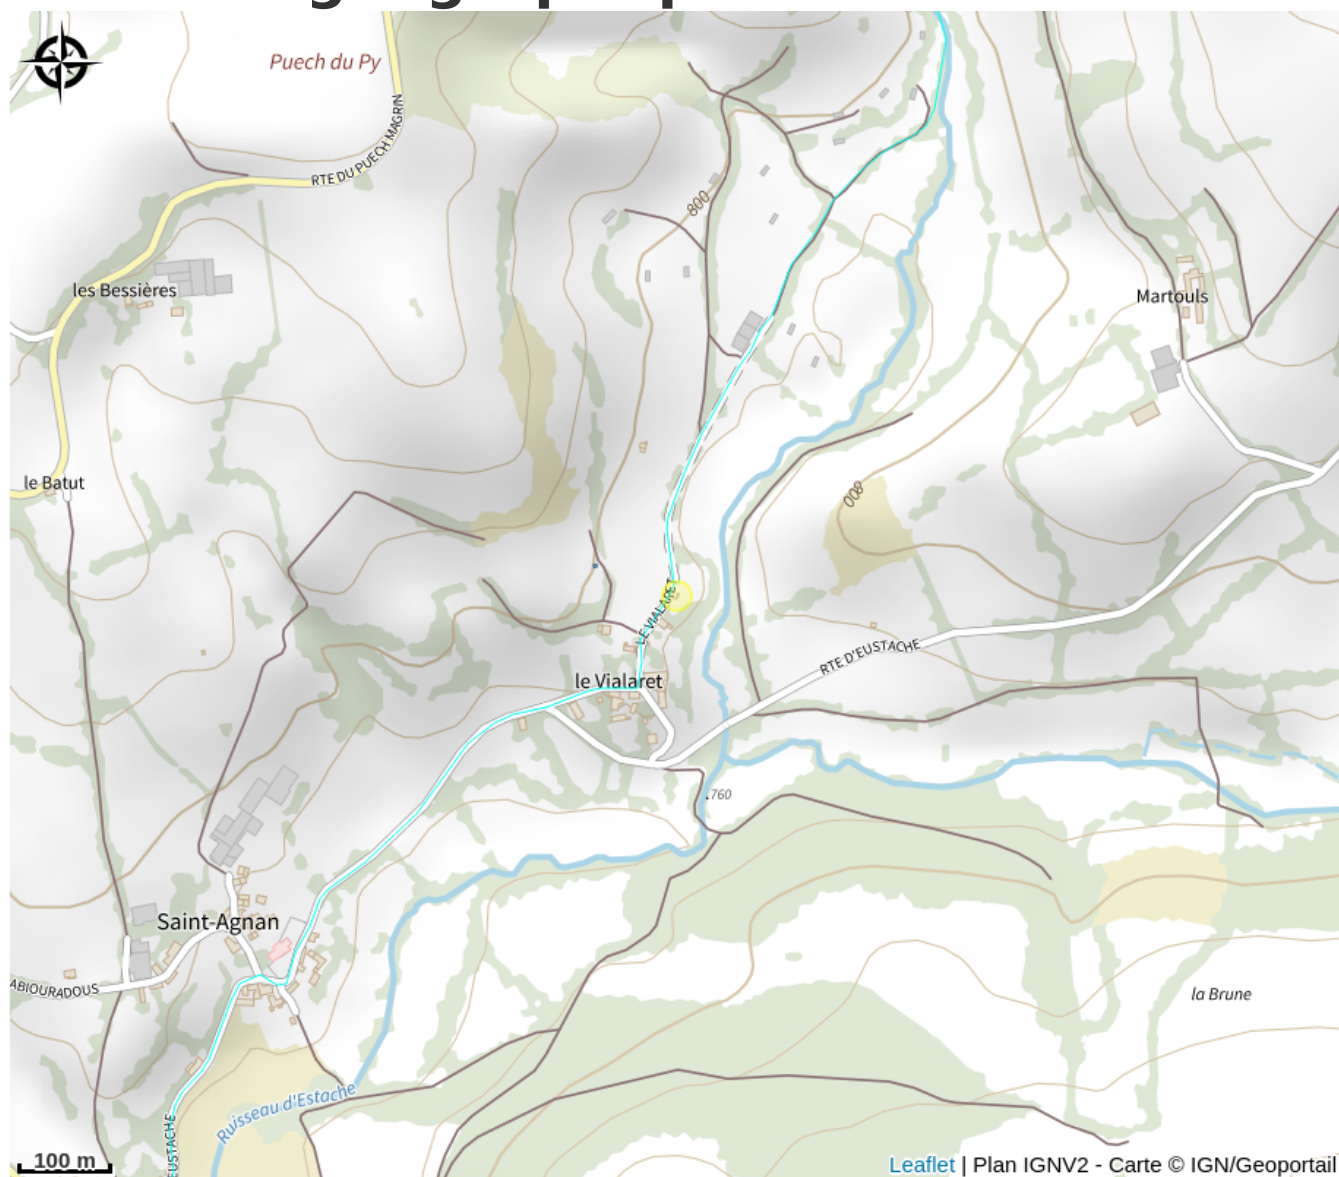 Puech du Py
RTE DU PUECH MAGRIN
800
les Bessières
Martouls
le Batut
800
LE VIALARET
RTE D'EUSTACHE
le Vialaret
760
Saint-Agnan
ABIOURADOUS
la Brune
Ruisseau d'Estache
EUSTACHE
100 m
Leaflet | Plan IGNV2 - Carte © IGN/Geoportail